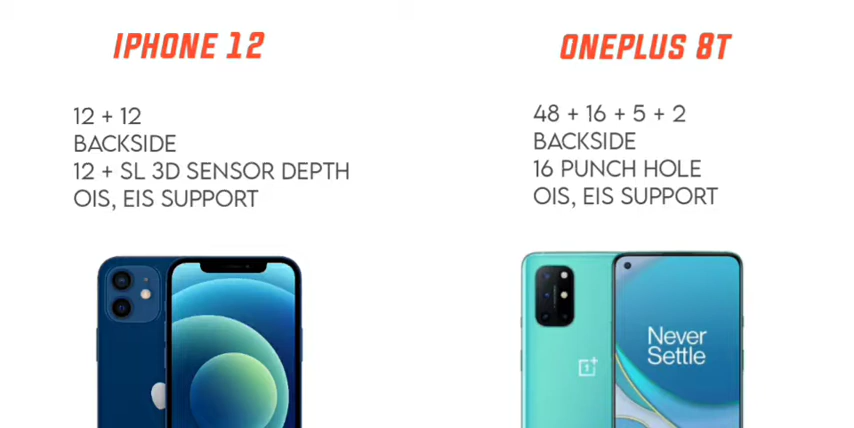 IPHONE 12
12 + 12
BACKSIDE
12 + SL 3D SENSOR DEPTH
OIS, EIS SUPPORT
ONEPLUS 8T
48 + 16 + 5 + 2
BACKSIDE
16 PUNCH HOLE
OIS, EIS SUPPORT
Never
Settle
1+